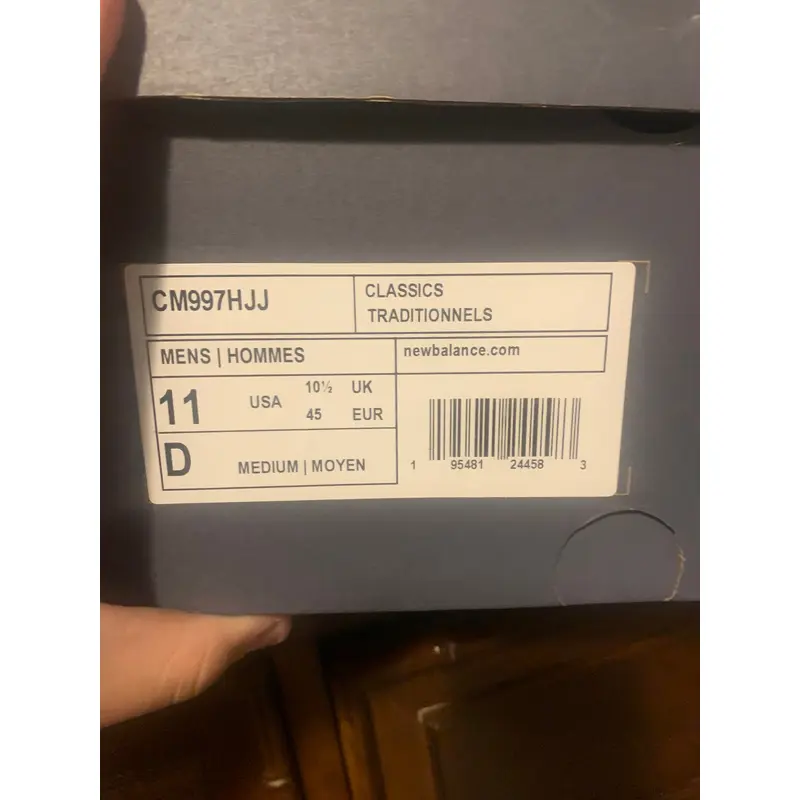 CM997HJJ
CLASSICS
TRADITIONNELS
MENS | HOMMES
newbalance.com
11 USA 10½ UK
45 EUR
D MEDIUM | MOYEN
1 95481 24458 3